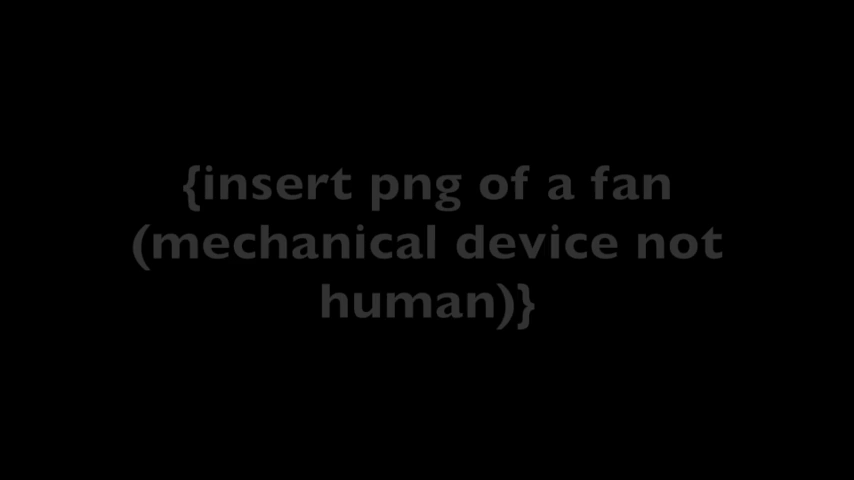 {insert png of a fan
(mechanical device not
human)}